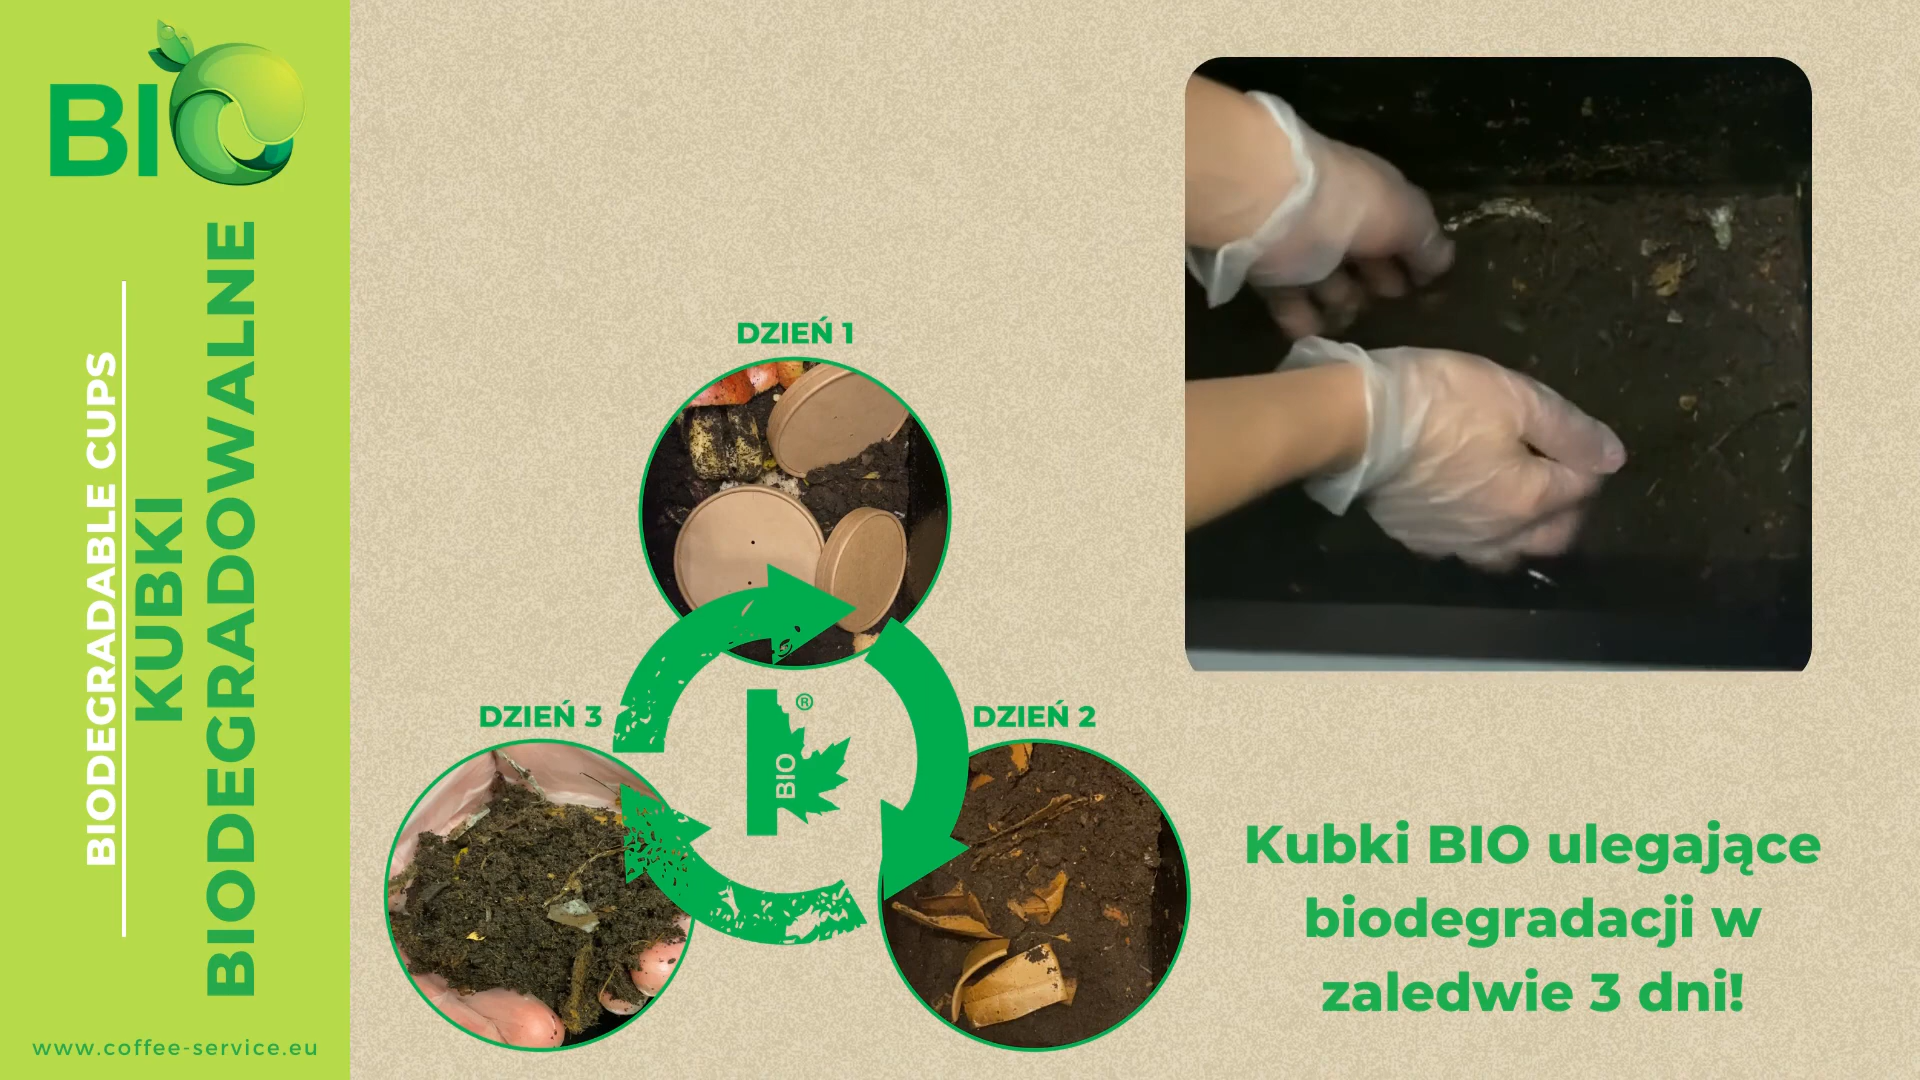 BIO
BIODEGRADABLE CUPS
KUBKI
BIODEGRADOWALNE
www.coffee-service.eu
DZIEŃ 1
DZIEŃ 3
DZIEŃ 2
BIO
®
Kubki BIO ulegające
biodegradacji w
zaledwie 3 dni!